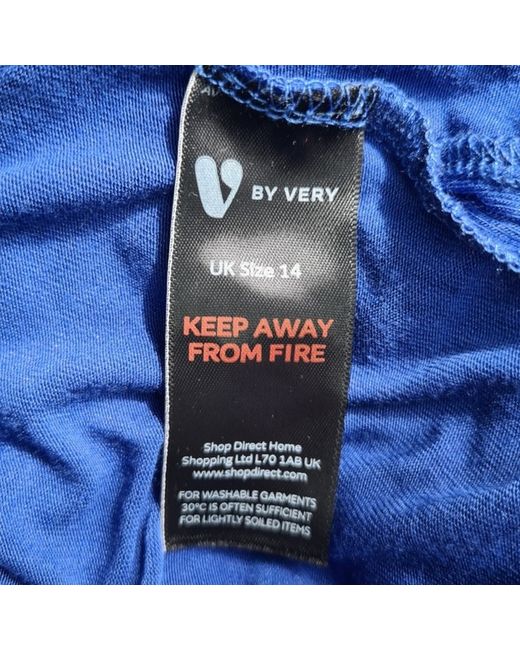 V BY VERY
UK Size 14
KEEP AWAY
FROM FIRE
Shop Direct Home
Shopping Ltd L70 1AB UK
www.shopdirect.com
FOR WASHABLE GARMENTS
30°C IS OFTEN SUFFICIENT
FOR LIGHTLY SOILED ITEMS